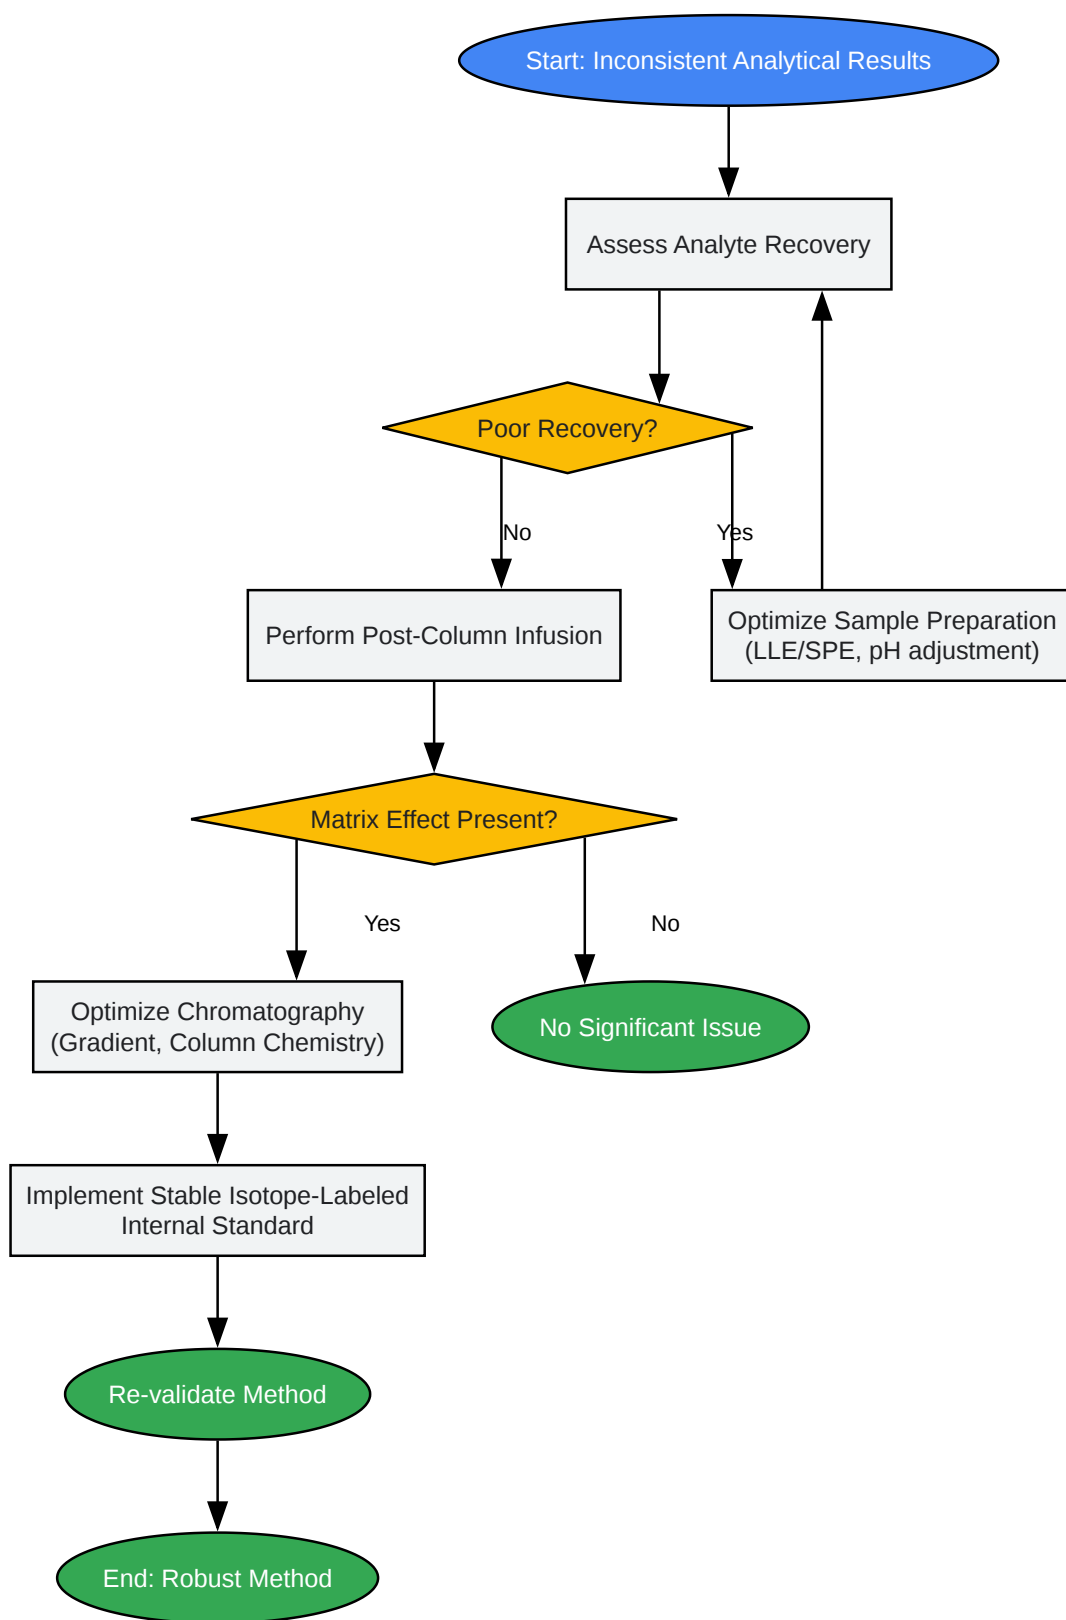 Start: Inconsistent Analytical Results
Assess Analyte Recovery
Poor Recovery?
No
Yes
Perform Post-Column Infusion
Optimize Sample Preparation
(LLE/SPE, pH adjustment)
Matrix Effect Present?
Yes
No
Optimize Chromatography
(Gradient, Column Chemistry)
No Significant Issue
Implement Stable Isotope-Labeled
Internal Standard
Re-validate Method
End: Robust Method